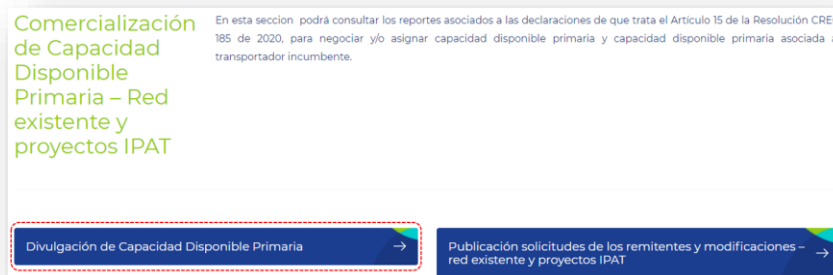 Comercialización
de Capacidad
Disponible
Primaria – Red
existente y
proyectos IPAT
En esta seccion podrá consultar los reportes asociados a las declaraciones de que trata el Artículo 15 de la Resolución
185 de 2020, para negociar y/o asignar capacidad disponible primaria y capacidad disponible primaria asociada
transportador incumbente.
Divulgación de Capacidad Disponible Primaria →
Publicación solicitudes de los remitentes y modificaciones – →
red existente y proyectos IPAT